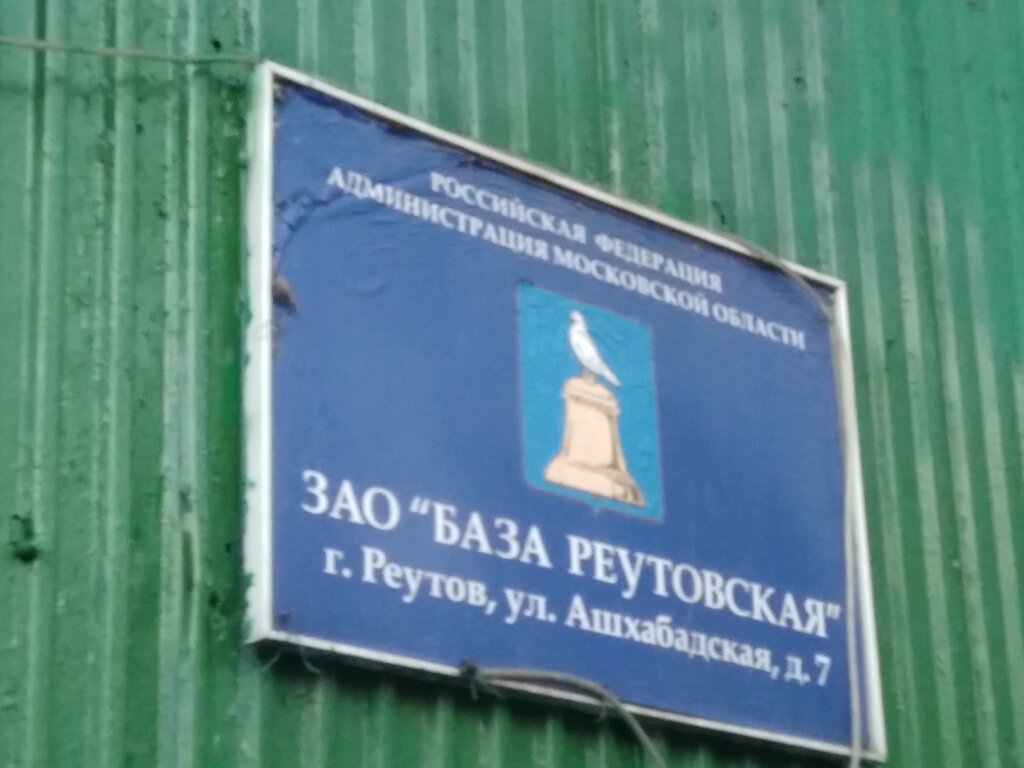 РОССИЙСКАЯ ФЕДЕРАЦИЯ
АДМИНИСТРАЦИЯ МОСКОВСКОЙ ОБЛАСТИ
ЗАО “БАЗА РЕУТОВСКАЯ”
г. Реутов, ул. Ашхабадская, д. 7